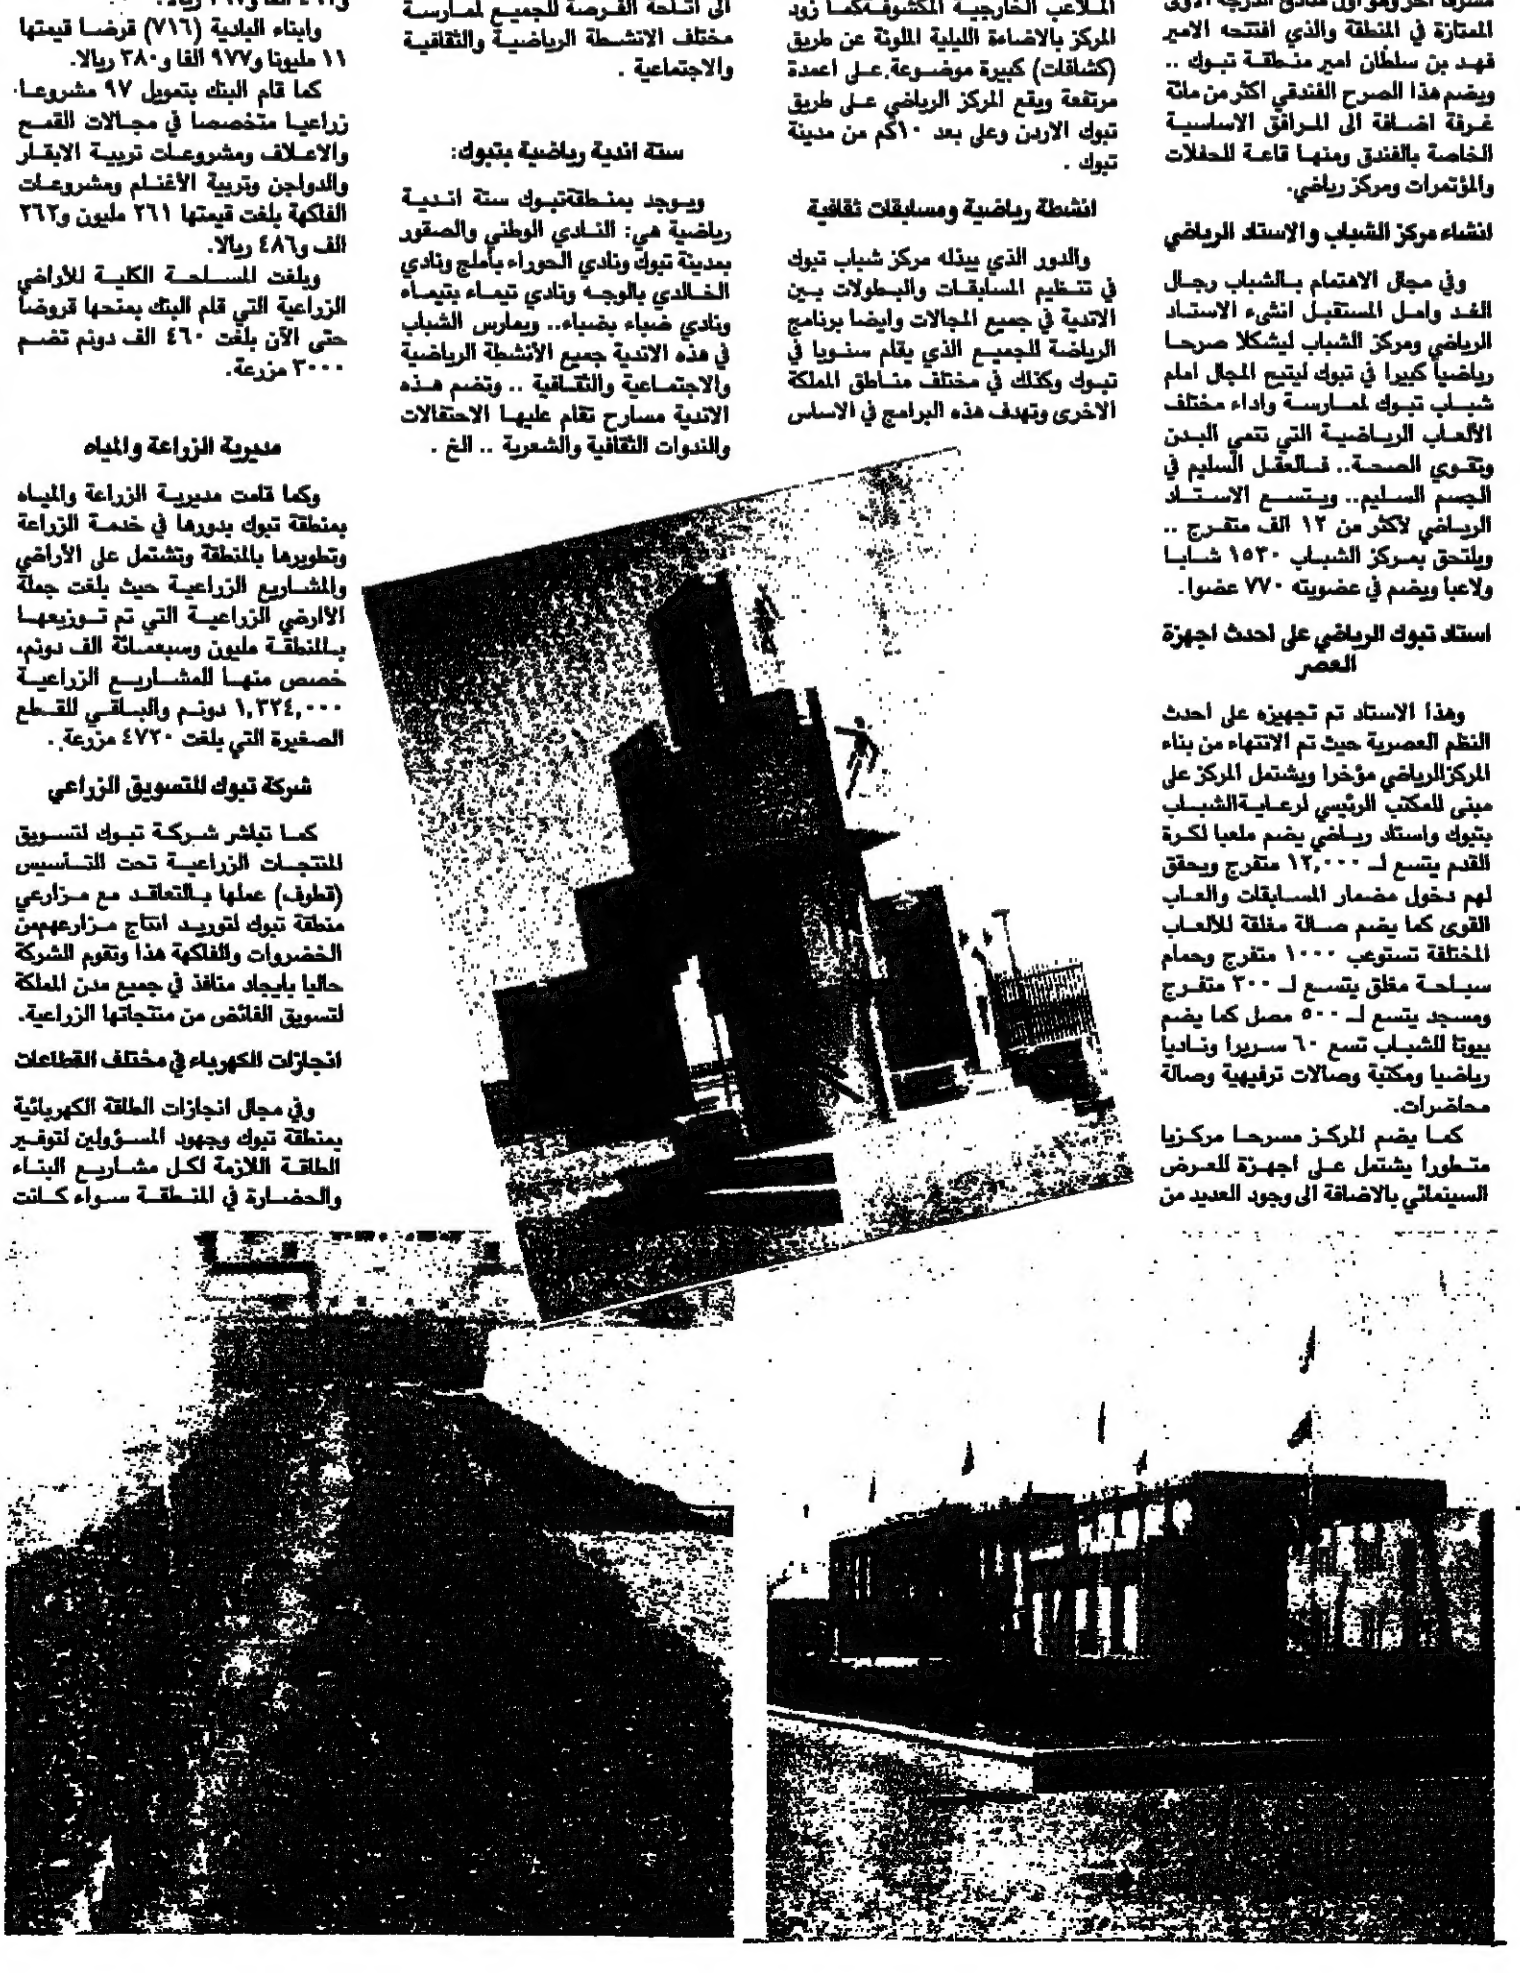 الممتازة في المنطقة والذي افتتحه الامير
فهد بن سلطان امير منطقة تبوك ..
ويضم هذا الصرح الفندقي اكثر من مائة
غرفة اضافة الى المرافق الاساسية
الخاصة بالفندق ومنها قاعة للحفلات
والمؤتمرات ومركز رياضي.
انشاء مركز الشباب والاستاد الرياضي
وفي مجال الاهتمام بالشباب رجال
الغد وامل المستقبل انشىء الاستاد
الرياضي ومركز الشباب ليشكلا صرحا
رياضيا كبيرا في تبوك ليتيح المجال امام
شباب تبوك لممارسة واداء مختلف
الألعاب الرياضية التي تنمي البدن
وتقوي الصحة.. فالعقل السليم في
الجسم السليم.. ويتسع الاستاد
الرياضي لأكثر من ١٢ الف متفرج ..
ويلتحق بمركز الشباب ١٥٣٠ شابا
ولاعبا ويضم في عضويته ٧٧٠ عضوا.
استاد تبوك الرياضي على احدث اجهزة
العصر
وهذا الاستاد تم تجهيزه على احدث
النظم العصرية حيث تم الانتهاء من بناء
المركز الرياضي مؤخرا ويشتمل المركز على
مبنى للمكتب الرئيسي لرعاية الشباب
بتبوك واستاد رياضي يضم ملعبا لكرة
القدم يتسع لـ ١٢,٠٠٠ متفرج ويحقق
لهم دخول مضمار المسابقات والعاب
القوى كما يضم صالة مغلقة للالعاب
المختلفة تستوعب ١٠٠٠ متفرج وحمام
سباحة مغلق يتسع لـ ٣٠٠ متفرج
ومسجد يتسع لـ ٥٠٠ مصل كما يضم
بيوتا للشباب تسع ٦٠ سريرا وناديا
رياضيا ومكتبة وصالات ترفيهية وصالة
محاضرات.
كما يضم المركز مسرحا مركزيا
متطورا يشتمل على اجهزة للعرض
السينمائي بالاضافة الى وجود العديد من
الملاعب الخارجية المكشوفة كما زود
المركز بالاضاءة الليلية الملونة عن طريق
(كشافات) كبيرة موضوعة على اعمدة
مرتفعة ويقع المركز الرياضي على طريق
تبوك الاردن وعلى بعد ١٠كم من مدينة
تبوك .
انشطة رياضية ومسابقات ثقافية
والدور الذي يبذله مركز شباب تبوك
في تنظيم المسابقات والبطولات بين
الاندية في جميع المجالات وايضا برنامج
الرياضة للجميع الذي يقام سنويا في
تبوك وكذلك في مختلف مناطق المملكة
الاخرى وتهدف هذه البرامج في الاساس
الى اتاحة الفرصة للجميع لممارسة
مختلف الانشطة الرياضية والثقافية
والاجتماعية .
ستة اندية رياضية بتبوك:
ويوجد بمنطقة تبوك ستة اندية
رياضية هي: النادي الوطني والصقور
بمدينة تبوك ونادي الحوراء بأملج ونادي
الخالدي بالوجه ونادي تيماء بتيماء
ونادي ضباء بضباء.. ويمارس الشباب
في هذه الاندية جميع الأنشطة الرياضية
والاجتماعية والثقافية .. وتضم هذه
الاندية مسارح تقام عليها الاحتفالات
والندوات الثقافية والشعرية .. الخ .
وابناء البادية (٧١٦) قرضا قيمتها
١١ مليونا و٩٧٧ الفا و٣٨٠ ريالا.
كما قام البنك بتمويل ٩٧ مشروعا
زراعيا متخصصا في مجالات القمح
والاعلاف ومشروعات تربية الابقار
والدواجن وتربية الأغنام ومشروعات
الفاكهة بلغت قيمتها ٢٦١ مليون و٢٦٢
الف و٤٨٦ ريالا.
وبلغت المساحة الكلية للأراضي
الزراعية التي قام البنك بمنحها قروضا
حتى الآن بلغت ٤٦٠ الف دونم تضم
٣٠٠٠ مزرعة.
مديرية الزراعة والمياه
وكما قامت مديرية الزراعة والمياه
بمنطقة تبوك بدورها في خدمة الزراعة
وتطويرها بالمنطقة وتشتمل على الأراضي
والمشاريع الزراعية حيث بلغت جملة
الأرضي الزراعية التي تم توزيعها
بالمنطقة مليون وسبعمائة الف دونم،
خصص منها للمشاريع الزراعية
١,٣٢٤,٠٠٠ دونم والباقي للقطع
الصغيرة التي بلغت ٤٧٢٠ مزرعة.
شركة تبوك للتسويق الزراعي
كما تباشر شركة تبوك لتسويق
المنتجات الزراعية تحت التأسيس
(قطوف) عملها بالتعاقد مع مزارعي
منطقة تبوك لتوريد انتاج مزارعهم من
الخضروات والفاكهة هذا وتقوم الشركة
حاليا بايجاد منافذ في جميع مدن المملكة
لتسويق الفائض من منتجاتها الزراعية.
انجازات الكهرباء في مختلف القطاعات
وفي مجال انجازات الطاقة الكهربائية
بمنطقة تبوك وجهود المسؤولين لتوفير
الطاقة اللازمة لكل مشاريع البناء
والحضارة في المنطقة سواء كانت